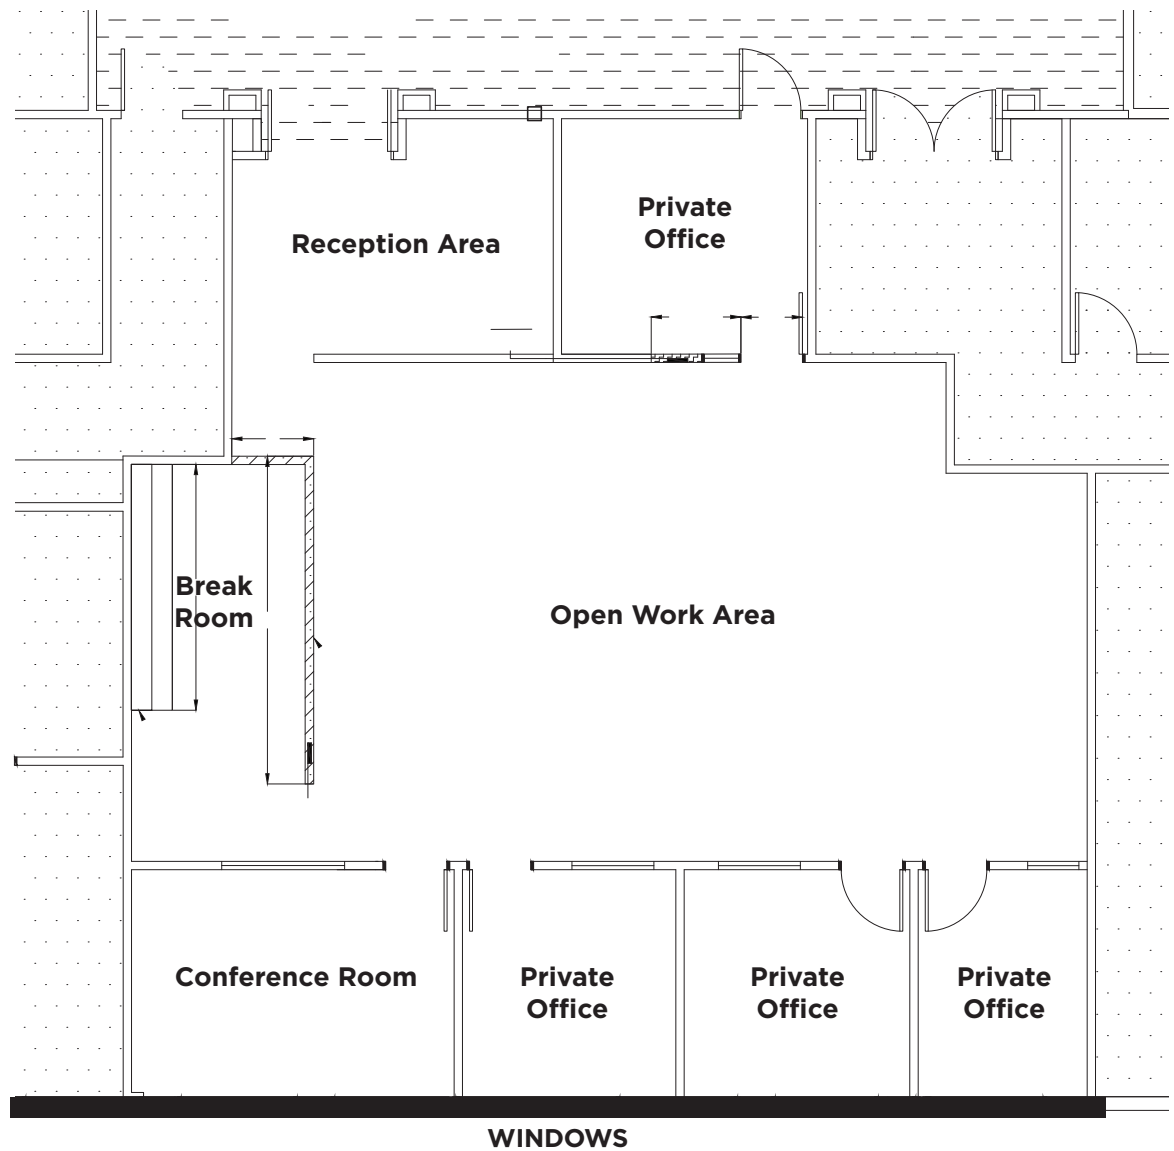 Private
Office
Reception Area
Break
Room
Open Work Area
Conference Room
Private
Office
Private
Office
Private
Office
WINDOWS